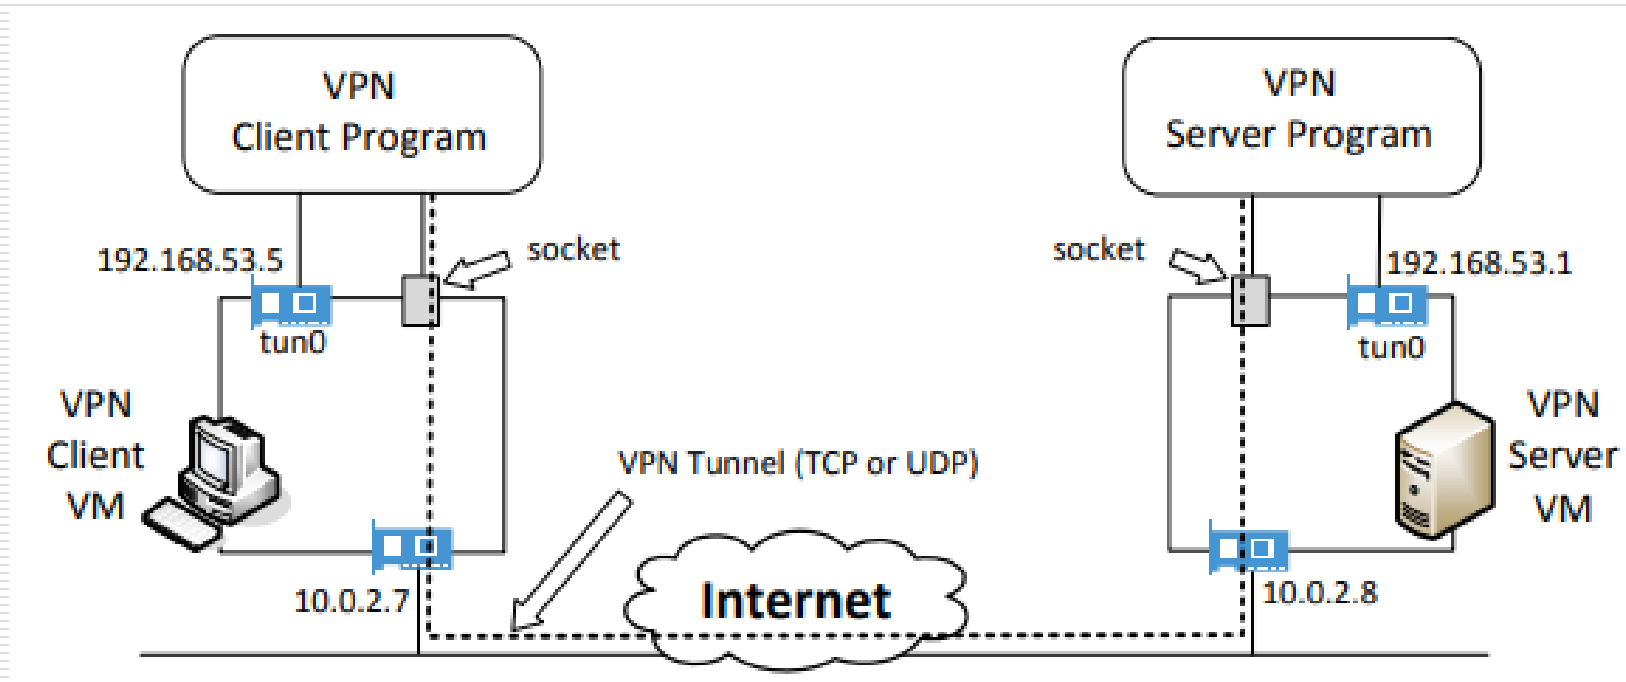 VPN
Client Program
VPN
Server Program
192.168.53.5
socket
socket
192.168.53.1
tun0
tun0
VPN
Client
VM
VPN Tunnel (TCP or UDP)
VPN
Server
VM
Internet
10.0.2.7
10.0.2.8